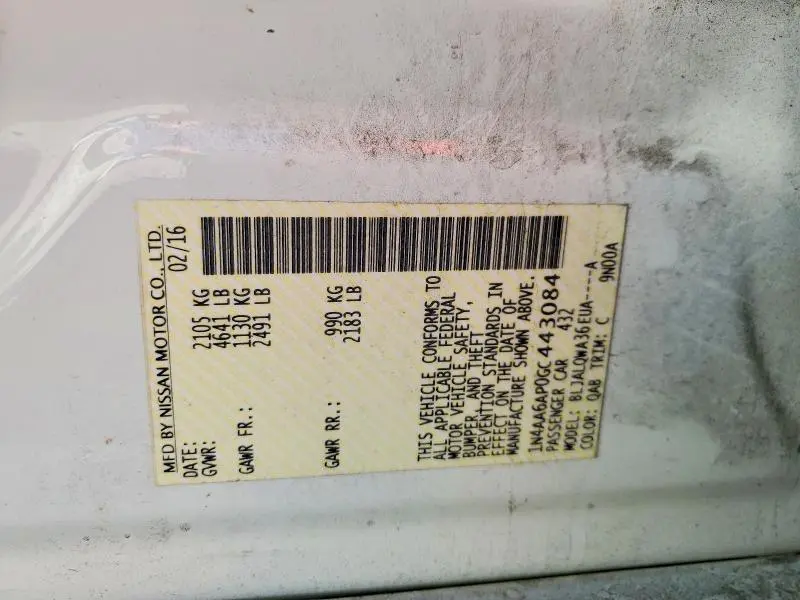 MFD BY NISSAN MOTOR CO., LTD.
DATE: 02/16
GVWR: 2105 KG
4641 LB
GAWR FR.: 1130 KG
2491 LB
GAWR RR.: 990 KG
2183 LB
THIS VEHICLE CONFORMS TO
ALL APPLICABLE FEDERAL
MOTOR VEHICLE SAFETY,
BUMPER, AND THEFT
PREVENTION STANDARDS IN
EFFECT ON THE DATE OF
MANUFACTURE SHOWN ABOVE.
1N4AA6AP0GC443084
PASSENGER CAR 432
MODEL: BLJALQWA36EUA----A
COLOR: QAB TRIM: C 9N00A